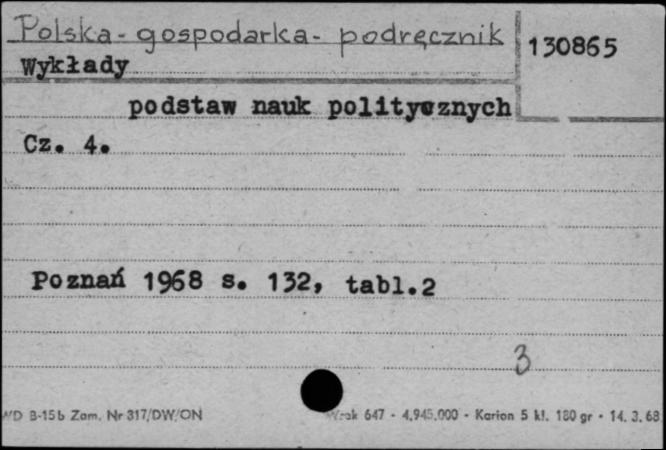 Polska - gospodarka - podręcznik
130865
Wykłady
podstaw nauk politycznych
Cz. 4.
Poznań 1968 s. 132, tabl.2
3
WD B-15b Zam. Nr 317/DW/ON
647 - 4.945.000 - Karton 5 kl. 180 gr - 14. 3. 68